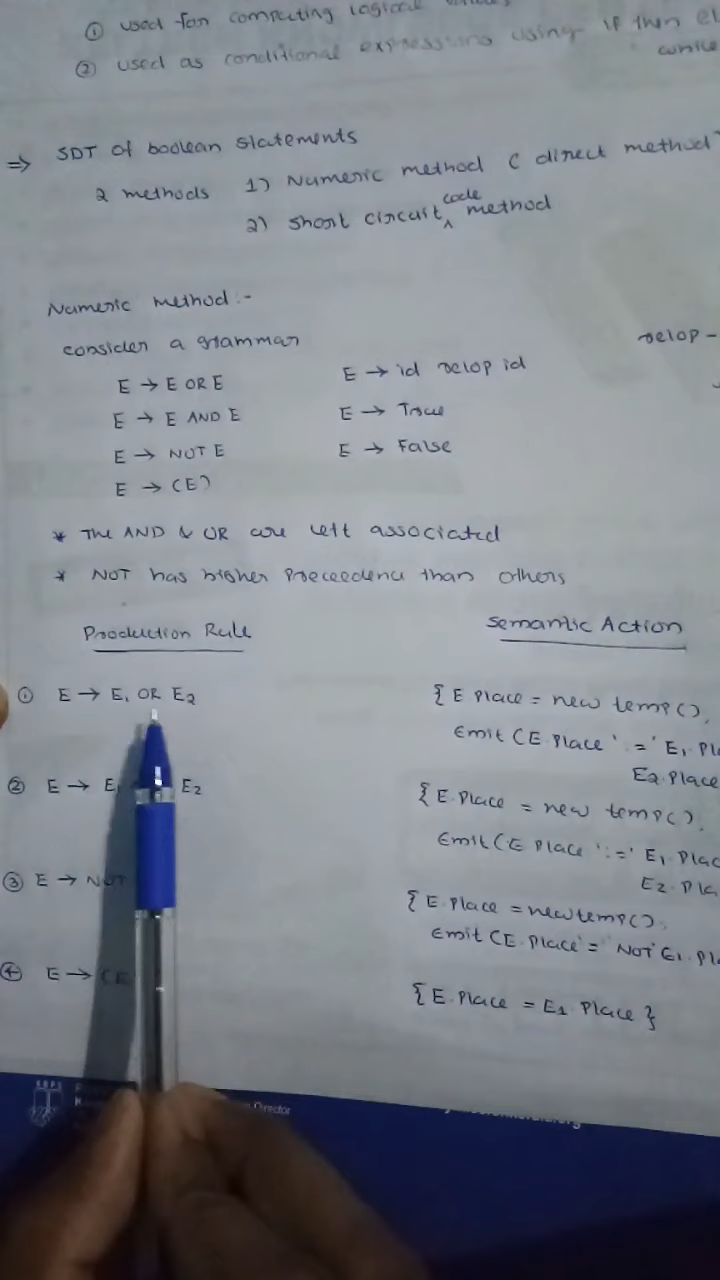 ① used for computing logical
② used as conditional expressions using if then
⇒ SDT of boolean statements
2 methods 1) Numeric method ( direct method
2) short circuit code method
Numeric method :-
consider a grammar
relop -
E → E OR E
E → id relop id
E → E AND E
E → True
E → NOT E
E → False
E → (E)
* The AND & OR are left associated
* NOT has higher Preceedence than others
Production Rule
Semantic Action
① E → E1 OR E2
{ E.Place = new temp(),
Emit ( E.Place ':=' E1.Pl
E2.Place
② E → E1 E2
{ E.Place = new temp(),
Emit ( E Place ':=' E1.Plac
E2.Pla
③ E → NOT
{ E.Place = newtemp();
Emit ( E.Place '= 'NOT' E1.Pl
④ E → (E
{ E.Place = E1.Place }
Director